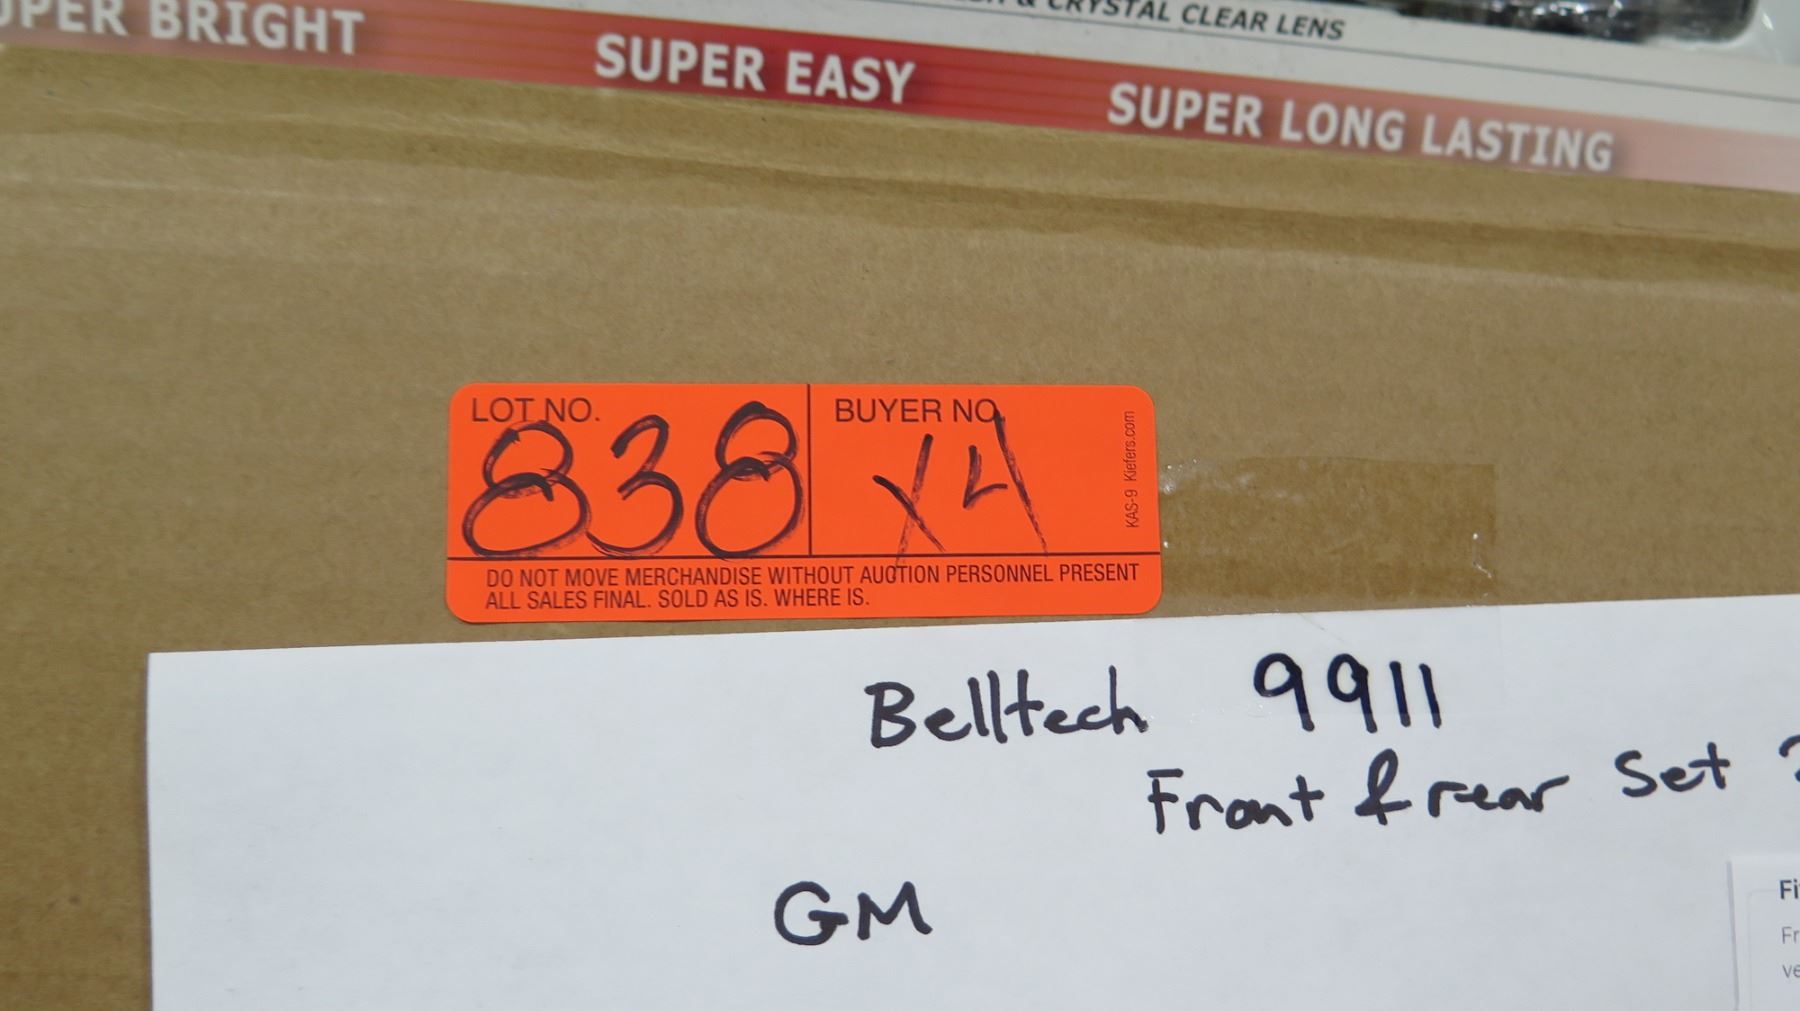 & CRYSTAL CLEAR LENS
BRIGHT SUPER EASY SUPER LONG LASTING
LOT NO. BUYER NO.
838 X4
KAS-9 Kiefers.com
DO NOT MOVE MERCHANDISE WITHOUT AUCTION PERSONNEL PRESENT
ALL SALES FINAL. SOLD AS IS. WHERE IS.
Belltech 9911
Front & rear Set
GM